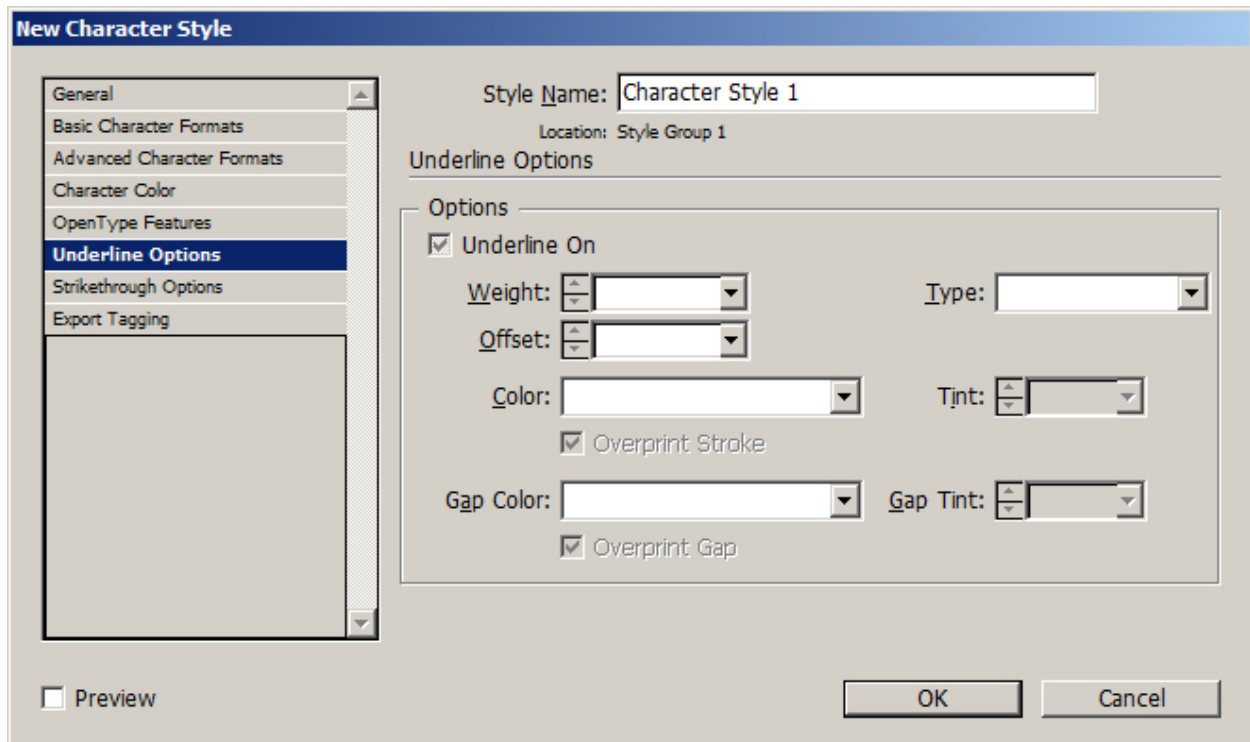 New Character Style
General
Basic Character Formats
Advanced Character Formats
Character Color
OpenType Features
Underline Options
Strikethrough Options
Export Tagging
Style Name: Character Style 1
Location: Style Group 1
Underline Options
Options
Underline On
Weight: Type:
Offset:
Color: Tint:
Overprint Stroke
Gap Color: Gap Tint:
Overprint Gap
Preview OK Cancel